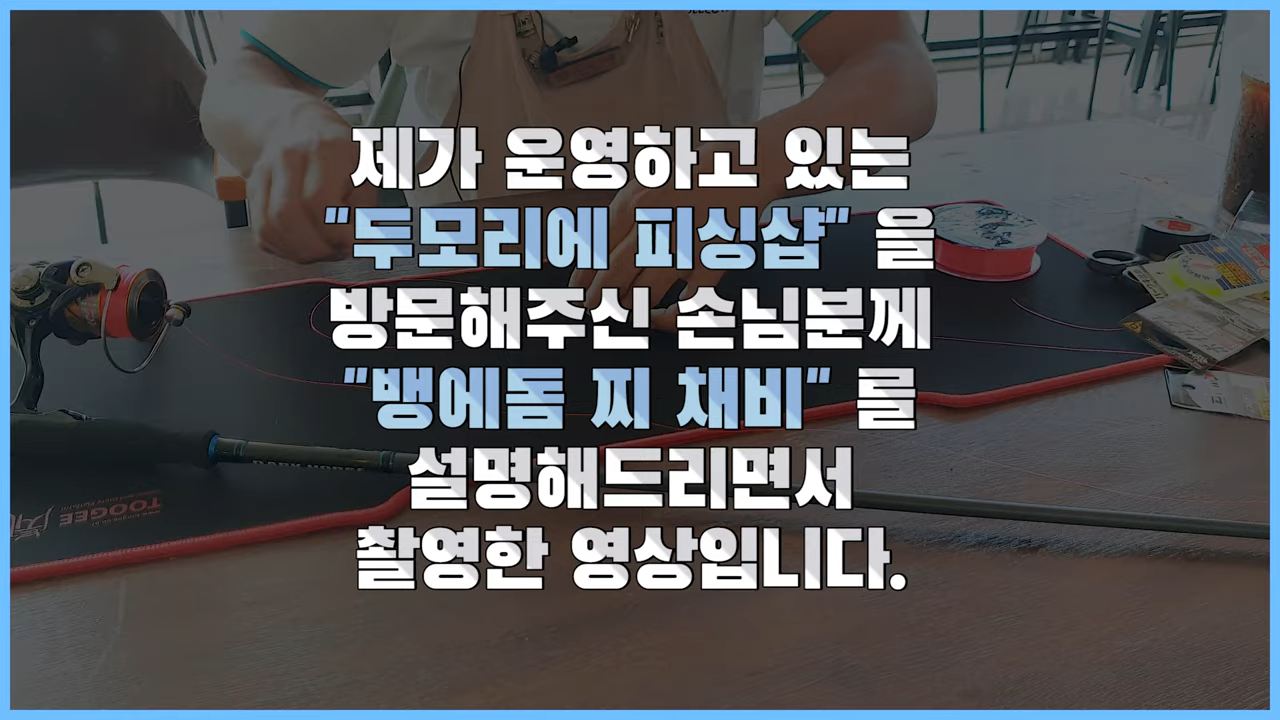 제가 운영하고 있는
"두모리에 피싱샵" 을
방문해주신 손님분께
"뱅에돔 찌 채비" 를
설명해드리면서
촬영한 영상입니다.
TOOGEE